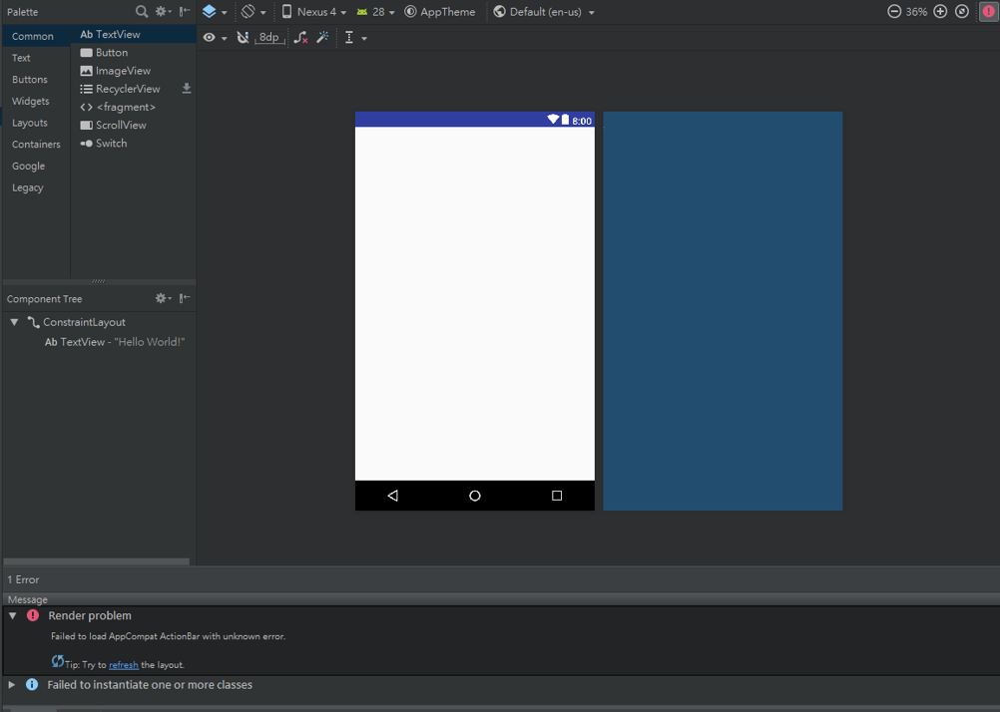 Palette
Nexus 4
28
AppTheme
Default (en-us)
36%
Common
Text
Buttons
Widgets
Layouts
Containers
Google
Legacy
Ab TextView
Button
ImageView
RecyclerView
<fragment>
ScrollView
Switch
8dp
8:00
Component Tree
ConstraintLayout
Ab TextView - "Hello World!"
1 Error
Message
Render problem
Failed to load AppCompat ActionBar with unknown error.
Tip: Try to refresh the layout.
Failed to instantiate one or more classes